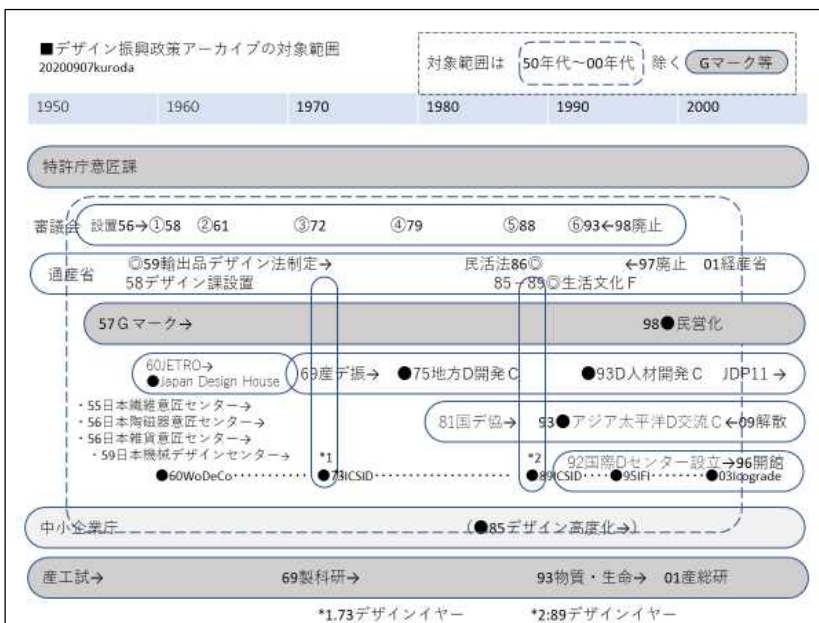 ■デザイン振興政策アーカイブの対象範囲
20200907kuroda
対象範囲は 50年代～00年代 除く Gマーク等
1950 1960 1970 1980 1990 2000
特許庁意匠課
審議会 設置56→①58 ②61 ③72 ④79 ⑤88 ⑥93←98廃止
通産省 ◎59輸出品デザイン法制定→ 民活法86◎ ←97廃止 01経産省
58デザイン課設置 85－89◎生活文化F
57Gマーク→ 98●民営化
60JETRO→
●Japan Design House
69産デ振→ ●75地方D開発C ●93D人材開発C JDP11→
・55日本繊維意匠センター→
・56日本陶磁器意匠センター→
・56日本雑貨意匠センター→
・59日本機械デザインセンター→
81国デ協→ 93●アジア太平洋D交流C←09解散
*1 *2
92国際Dセンター設立→96開館
●60WoDeCo‥‥‥‥ ●73ICSID‥‥‥‥‥‥‥‥ ●89ICSID‥‥‥●95IFI‥‥‥‥●03Icograde
中小企業庁 （●85デザイン高度化→）
産工試→ 69製科研→ 93物質・生命→ 01産総研
*1.73デザインイヤー *2:89デザインイヤー